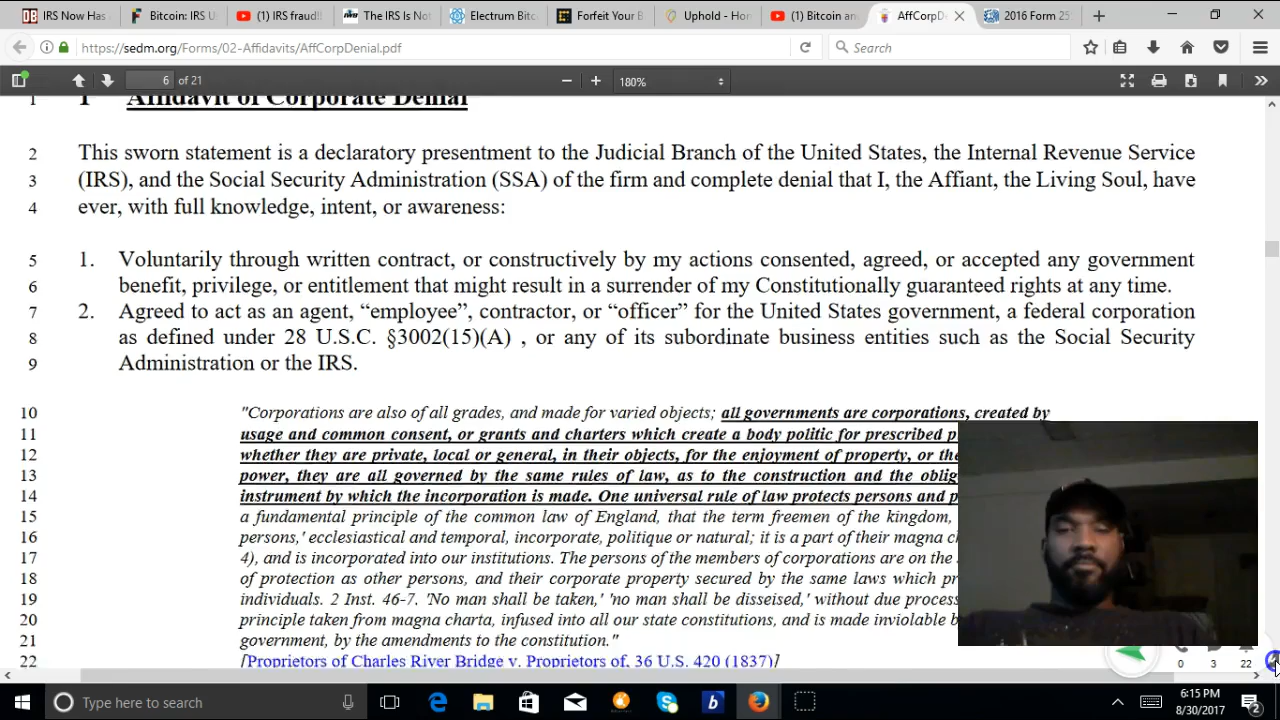 IRS Now Has
Bitcoin: IRS U
(1) IRS fraud!
The IRS Is No
Electrum Bitc
Forfeit Your B
Uphold - Hon
(1) Bitcoin an
AffCorpDe
2016 Form 25
https://sedm.org/Forms/02-Affidavits/AffCorpDenial.pdf
Search
6 of 21
180%
1 1 Affidavit of Corporate Denial
2 This sworn statement is a declaratory presentment to the Judicial Branch of the United States, the Internal Revenue Service
3 (IRS), and the Social Security Administration (SSA) of the firm and complete denial that I, the Affiant, the Living Soul, have
4 ever, with full knowledge, intent, or awareness:
5 1. Voluntarily through written contract, or constructively by my actions consented, agreed, or accepted any government
6 benefit, privilege, or entitlement that might result in a surrender of my Constitutionally guaranteed rights at any time.
7 2. Agreed to act as an agent, “employee”, contractor, or “officer” for the United States government, a federal corporation
8 as defined under 28 U.S.C. §3002(15)(A) , or any of its subordinate business entities such as the Social Security
9 Administration or the IRS.
10 "Corporations are also of all grades, and made for varied objects; all governments are corporations, created by
11 usage and common consent, or grants and charters which create a body politic for prescribed p
12 whether they are private, local or general, in their objects, for the enjoyment of property, or the
13 power, they are all governed by the same rules of law, as to the construction and the oblig
14 instrument by which the incorporation is made. One universal rule of law protects persons and p
15 a fundamental principle of the common law of England, that the term freemen of the kingdom,
16 persons,' ecclesiastical and temporal, incorporate, politique or natural; it is a part of their magna c
17 4), and is incorporated into our institutions. The persons of the members of corporations are on the
18 of protection as other persons, and their corporate property secured by the same laws which pr
19 individuals. 2 Inst. 46-7. 'No man shall be taken,' 'no man shall be disseised,' without due process
20 principle taken from magna charta, infused into all our state constitutions, and is made inviolable b
21 government, by the amendments to the constitution."
22 [Proprietors of Charles River Bridge v. Proprietors of, 36 U.S. 420 (1837)]
0 3 22
Type here to search
6:15 PM
8/30/2017
2